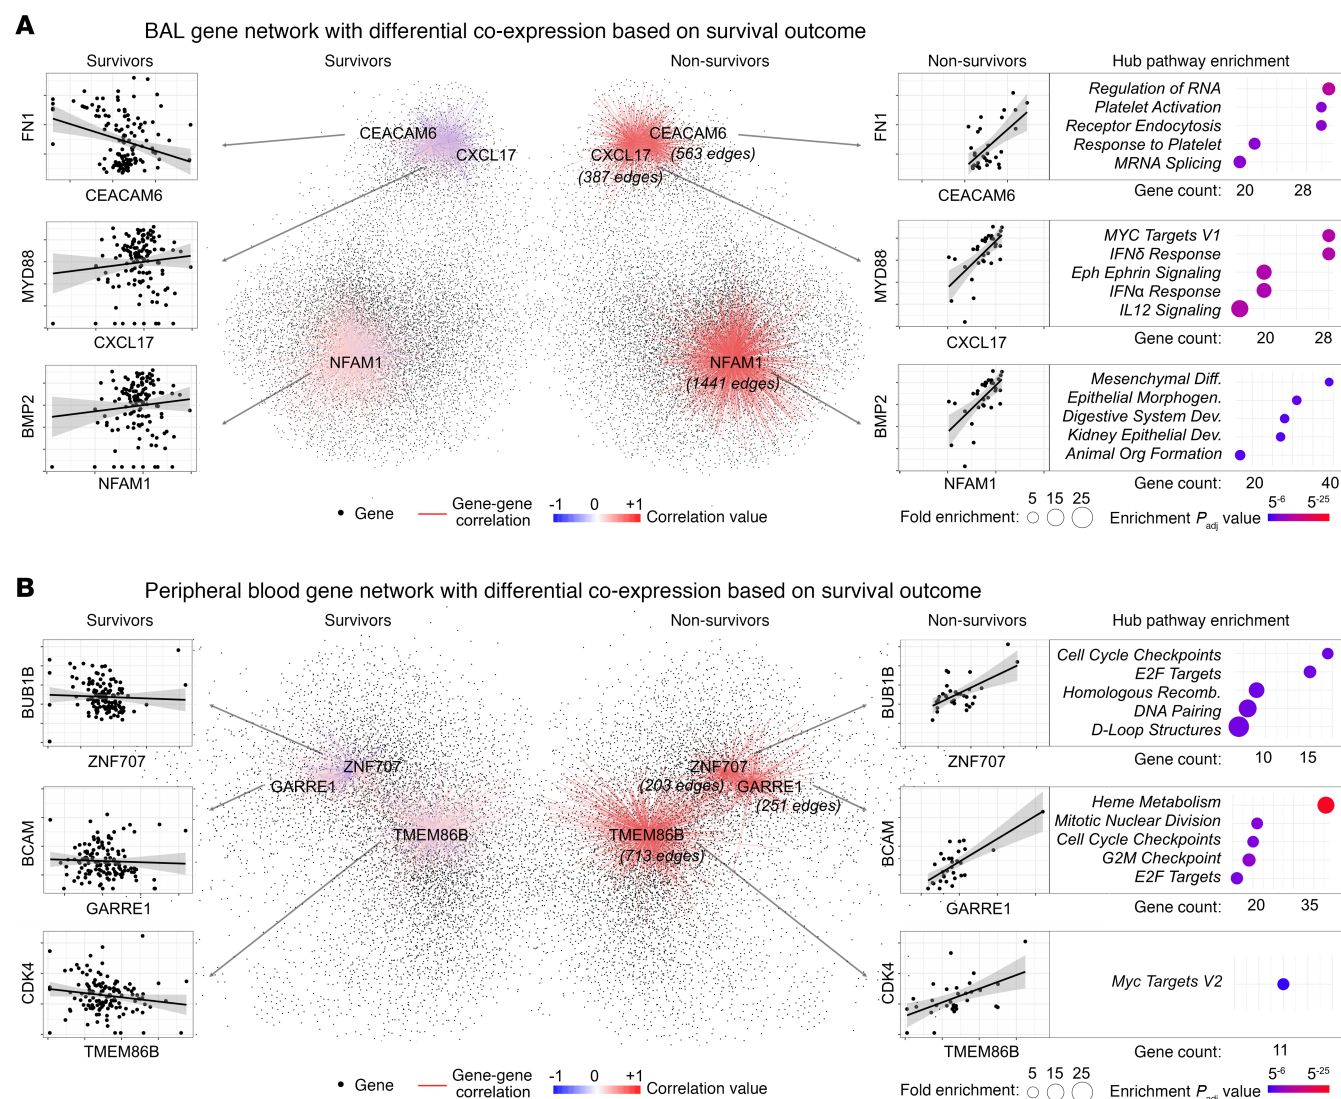 A
BAL gene network with differential co-expression based on survival outcome
Survivors
Survivors
Non-survivors
Non-survivors
Hub pathway enrichment
FN1
CEACAM6
MYD88
CXCL17
BMP2
NFAM1
CEACAM6
CXCL17
NFAM1
CEACAM6
(563 edges)
CXCL17
(387 edges)
NFAM1
(1441 edges)
FN1
CEACAM6
MYD88
CXCL17
BMP2
NFAM1
Regulation of RNA
Platelet Activation
Receptor Endocytosis
Response to Platelet
MRNA Splicing
Gene count: 20 28
MYC Targets V1
IFNδ Response
Eph Ephrin Signaling
IFNα Response
IL12 Signaling
Gene count: 20 28
Mesenchymal Diff.
Epithelial Morphogen.
Digestive System Dev.
Kidney Epithelial Dev.
Animal Org Formation
Gene count: 20 40
Gene
Gene-gene
correlation
-1 0 +1
Correlation value
5 15 25
Fold enrichment:
Enrichment Padj value
5-6 5-25
B
Peripheral blood gene network with differential co-expression based on survival outcome
Survivors
Survivors
Non-survivors
Non-survivors
Hub pathway enrichment
BUB1B
ZNF707
BCAM
GARRE1
CDK4
TMEM86B
ZNF707
GARRE1
TMEM86B
ZNF707
(203 edges)
GARRE1
(251 edges)
TMEM86B
(713 edges)
BUB1B
ZNF707
BCAM
GARRE1
CDK4
TMEM86B
Cell Cycle Checkpoints
E2F Targets
Homologous Recomb.
DNA Pairing
D-Loop Structures
Gene count: 10 15
Heme Metabolism
Mitotic Nuclear Division
Cell Cycle Checkpoints
G2M Checkpoint
E2F Targets
Gene count: 20 35
Myc Targets V2
Gene count: 11
Gene
Gene-gene
correlation
-1 0 +1
Correlation value
5 15 25
Fold enrichment:
Enrichment Padj value
5-6 5-25